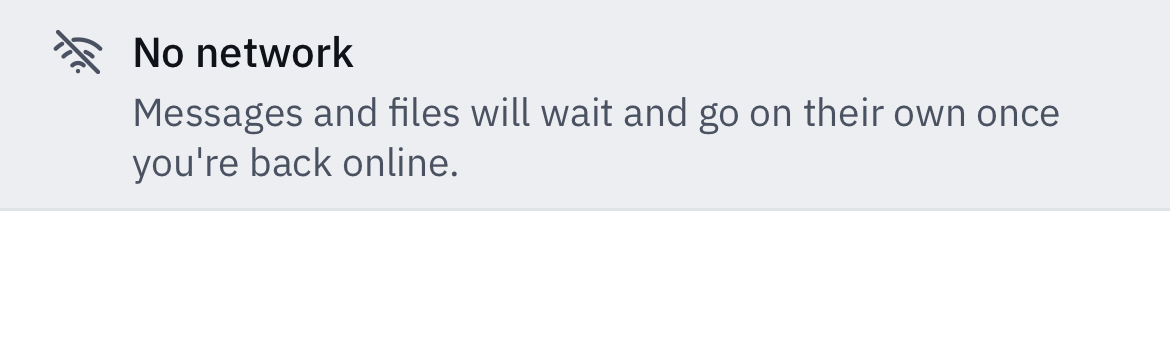 No network
Messages and files will wait and go on their own once
you're back online.